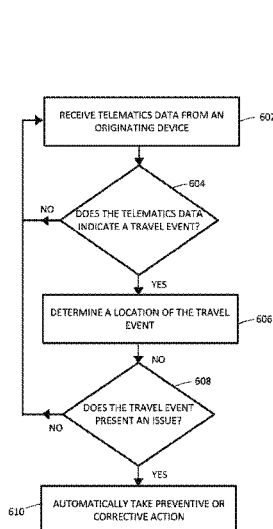 RECEIVE TELEMATICS DATA FROM AN
ORIGINATING DEVICE
602
604
NO
DOES THE TELEMATICS DATA
INDICATE A TRAVEL EVENT?
YES
DETERMINE A LOCATION OF THE TRAVEL
EVENT
606
NO
608
DOES THE TRAVEL EVENT
PRESENT AN ISSUE?
NO
YES
610
AUTOMATICALLY TAKE PREVENTIVE OR
CORRECTIVE ACTION